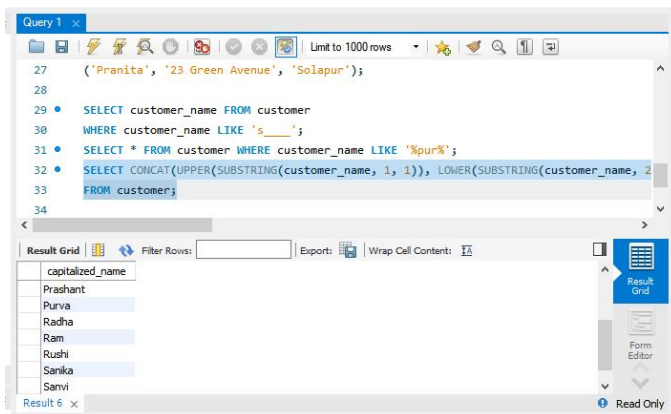 Query 1
Limit to 1000 rows
27 ('Pranita', '23 Green Avenue', 'Solapur');
28
29 SELECT customer_name FROM customer
30 WHERE customer_name LIKE 's____';
31 SELECT * FROM customer WHERE customer_name LIKE '%pur%';
32 SELECT CONCAT(UPPER(SUBSTRING(customer_name, 1, 1)), LOWER(SUBSTRING(customer_name, 2
33 FROM customer;
34
Result Grid Filter Rows: Export: Wrap Cell Content:
capitalized_name
Prashant
Purva
Radha
Ram
Rushi
Sanika
Sanvi
Result Grid
Form Editor
Result 6 Read Only